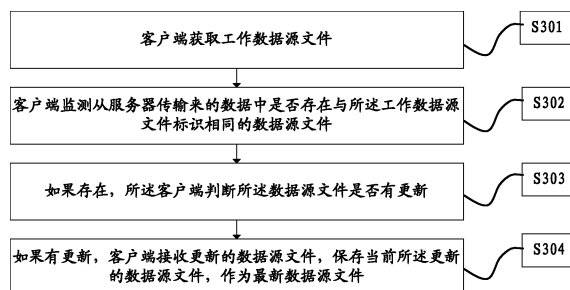 客户端获取工作数据源文件
S301
客户端监测从服务器传输来的数据中是否存在与所述工作数据源
文件标识相同的数据源文件
S302
如果存在，所述客户端判断所述数据源文件是否有更新
S303
如果有更新，客户端接收更新的数据源文件，保存当前所述更新
的数据源文件，作为最新数据源文件
S304